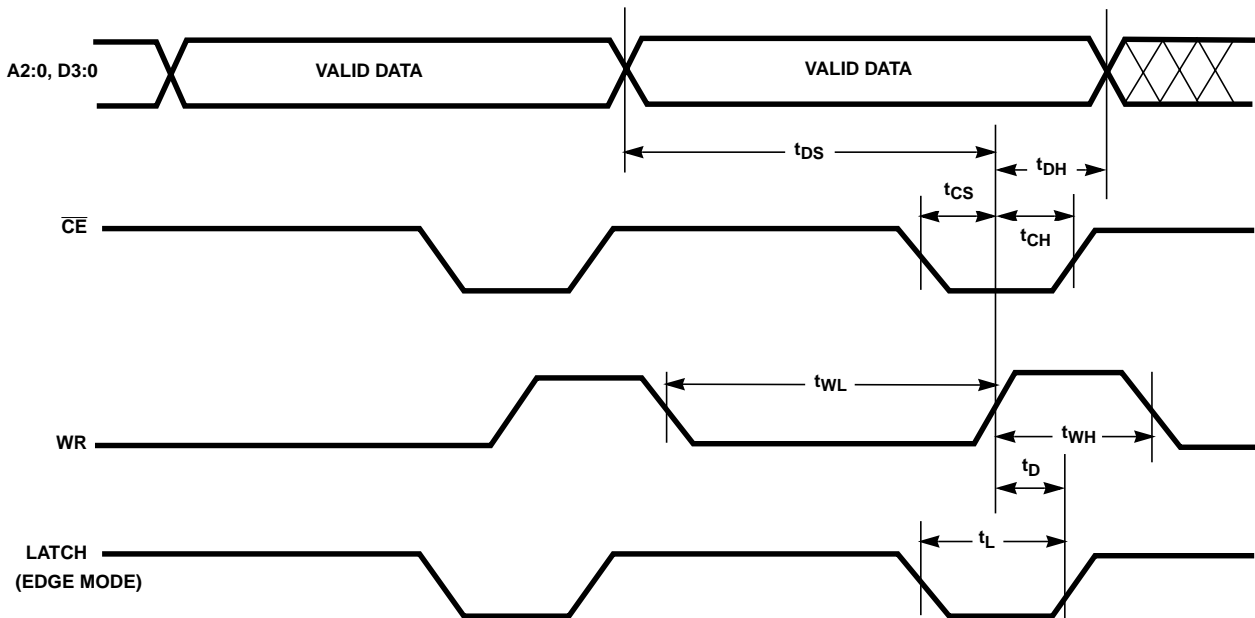 A2:0, D3:0
VALID DATA
VALID DATA
tDS
tDH
tCS
tCH
CE
tWL
WR
tWH
tD
LATCH
(EDGE MODE)
tL